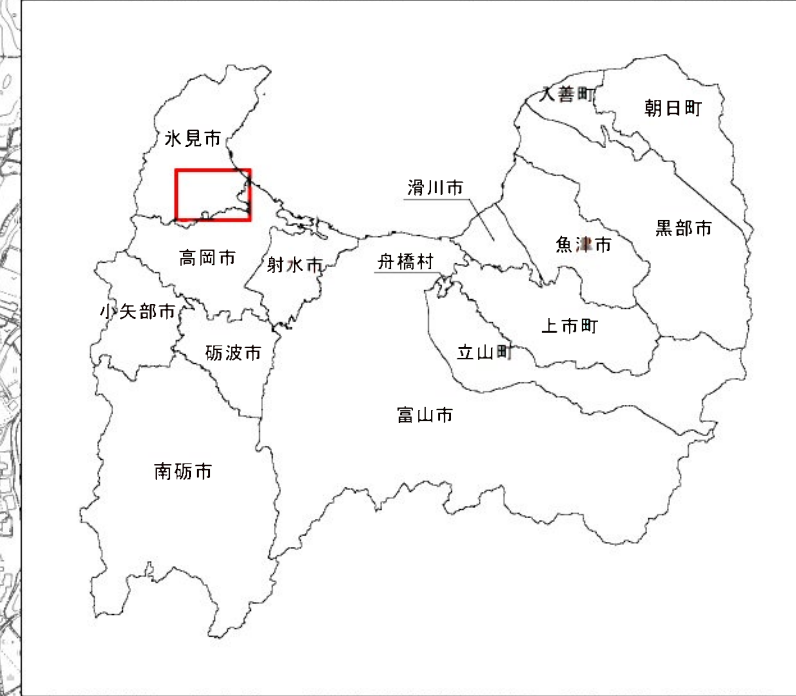 入善町
朝日町
氷見市
滑川市
黒部市
魚津市
高岡市
射水市
舟橋村
小矢部市
上市町
砺波市
立山町
富山市
南砺市